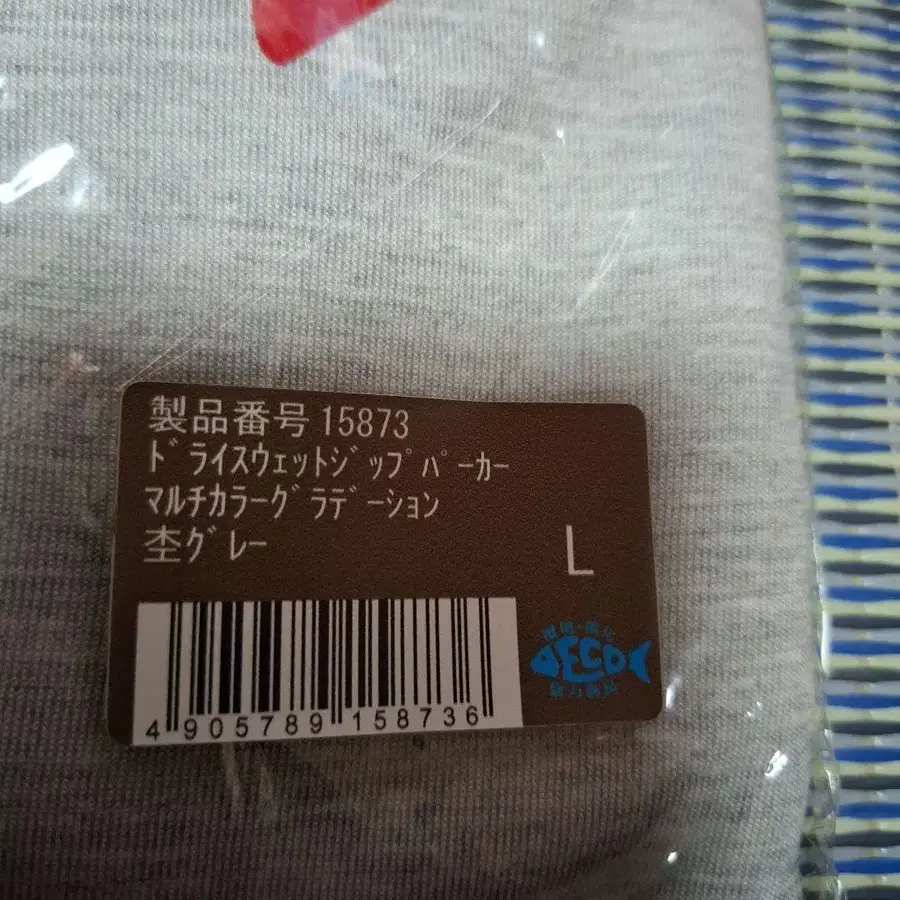 製品番号 15873
ﾄﾞﾗｲｽｳｪｯﾄｼﾞｯﾌﾟﾊﾟｰｶｰ
ﾏﾙﾁｶﾗｰｸﾞﾗﾃﾞｰｼｮﾝ
杢ｸﾞﾚｰ
L
ECO
4 905789 158736